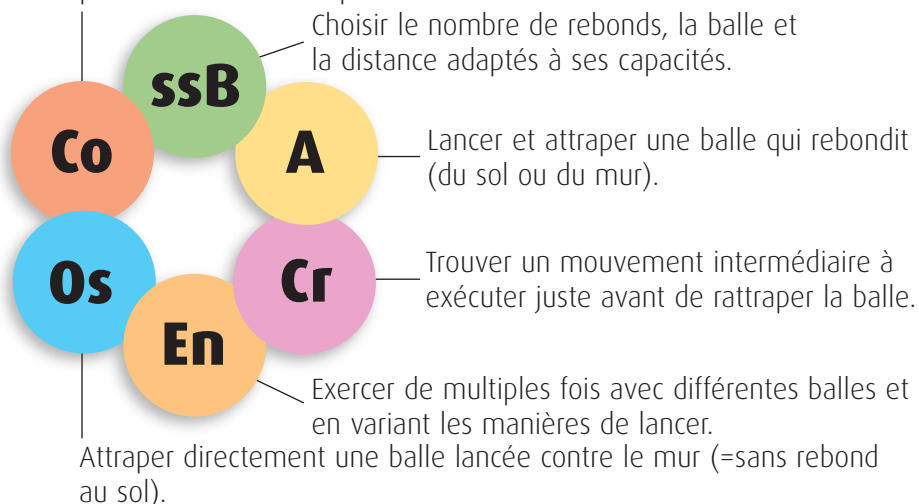 Choisir le nombre de rebonds, la balle et
la distance adaptés à ses capacités.
ssB
Co
A
Lancer et attraper une balle qui rebondit
(du sol ou du mur).
Os
Cr
Trouver un mouvement intermédiaire à
exécuter juste avant de rattraper la balle.
En
Exercer de multiples fois avec différentes balles et
en variant les manières de lancer.
Attraper directement une balle lancée contre le mur (=sans rebond
au sol).